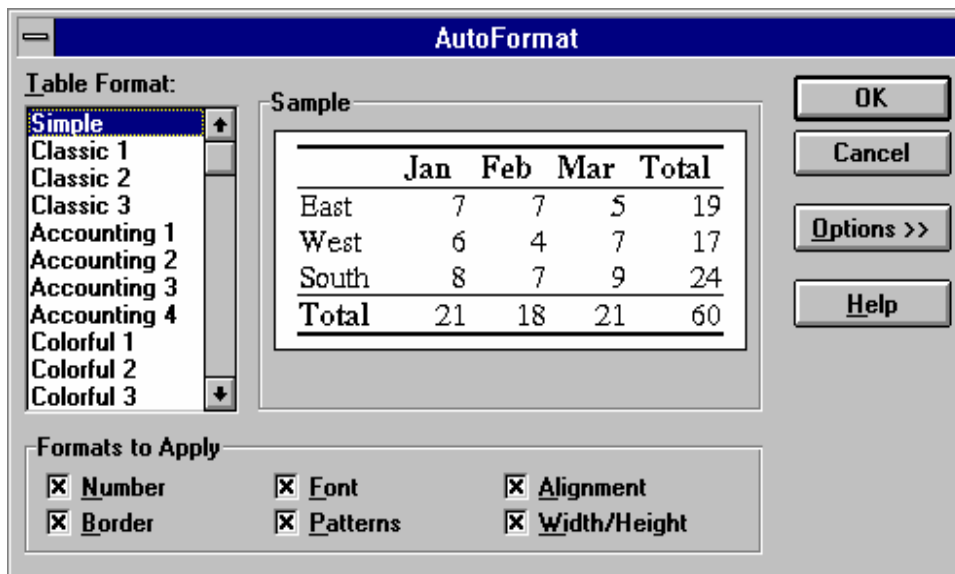 AutoFormat
Table Format:
Simple
Classic 1
Classic 2
Classic 3
Accounting 1
Accounting 2
Accounting 3
Accounting 4
Colorful 1
Colorful 2
Colorful 3
Sample
Jan Feb Mar Total
East 7 7 5 19
West 6 4 7 17
South 8 7 9 24
Total 21 18 21 60
OK
Cancel
Options >>
Help
Formats to Apply
Number Font Alignment
Border Patterns Width/Height